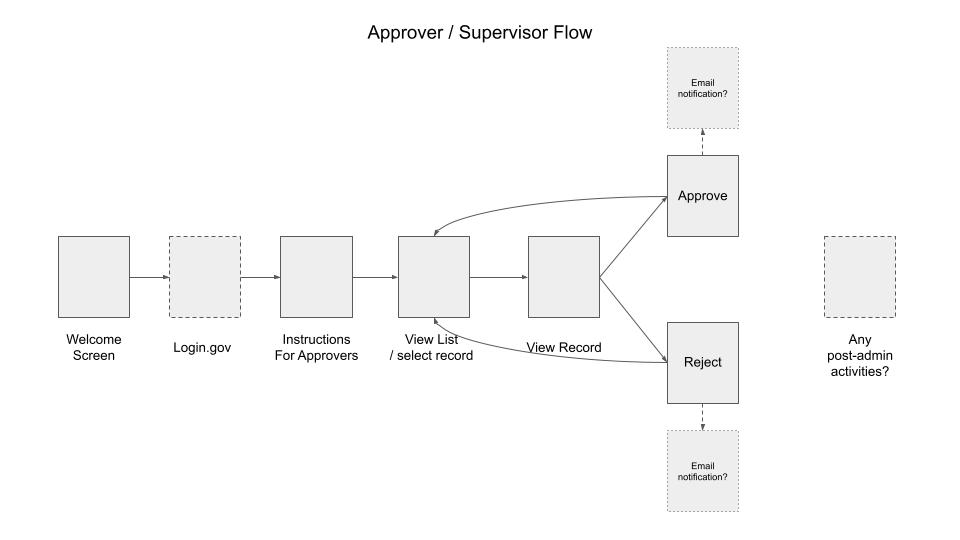 Approver / Supervisor Flow
Email
notification?
Approve
Welcome
Screen
Login.gov
Instructions
For Approvers
View List
/ select record
View Record
Reject
Any
post-admin
activities?
Email
notification?